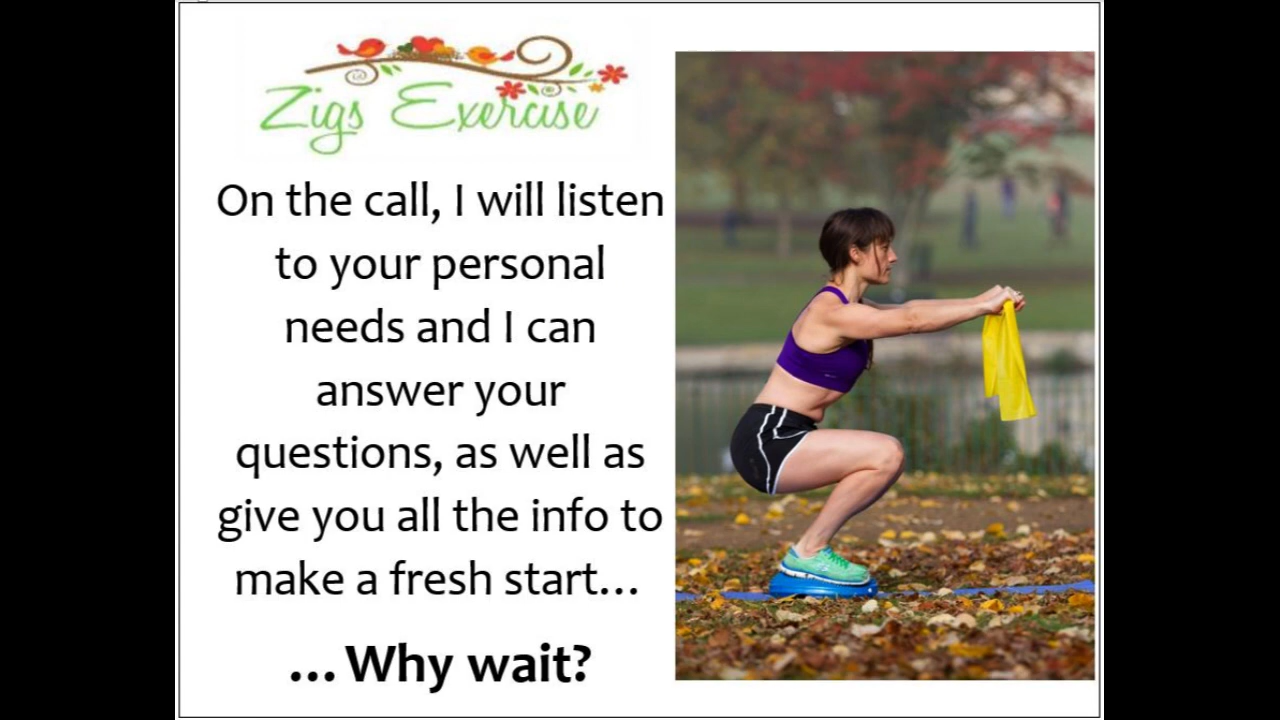 Zigs Exercise
On the call, I will listen
to your personal
needs and I can
answer your
questions, as well as
give you all the info to
make a fresh start…
…Why wait?